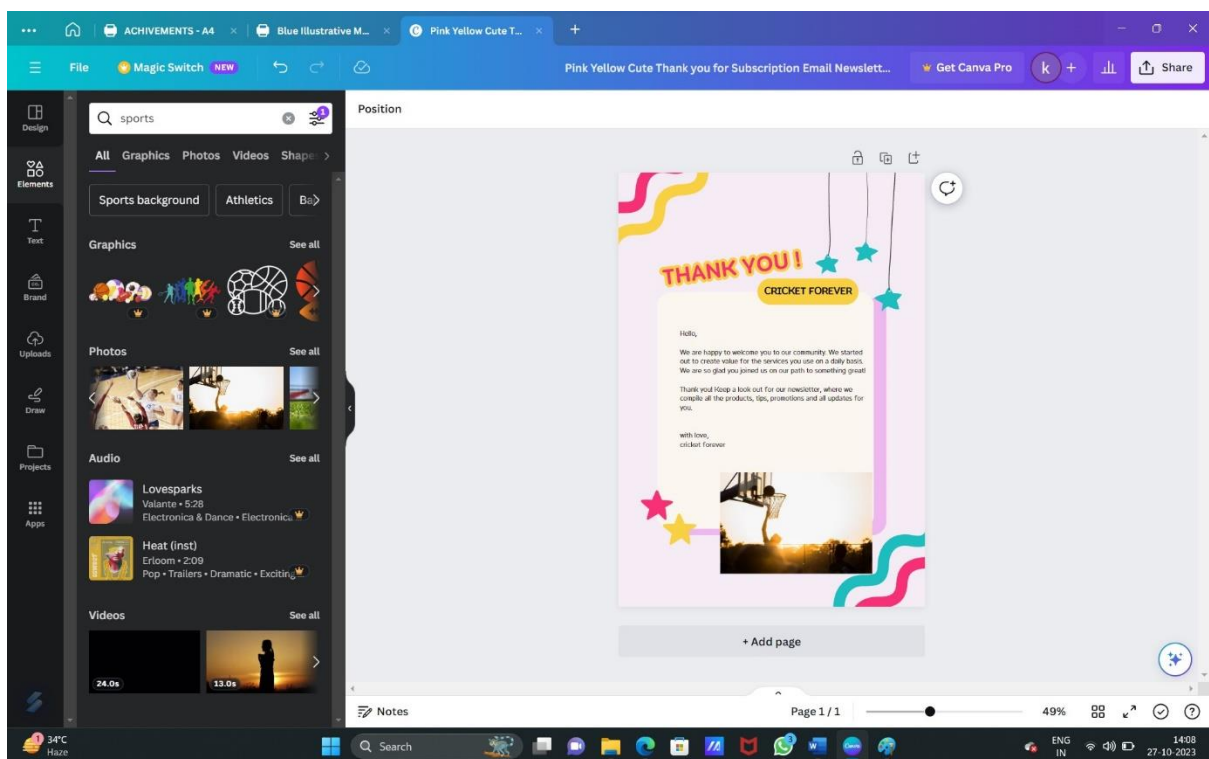 ACHIVEMENTS - A4
Blue Illustrative M...
Pink Yellow Cute T...
File
Magic Switch NEW
Pink Yellow Cute Thank you for Subscription Email Newslett...
Get Canva Pro
k
Share
Design
Elements
Text
Brand
Uploads
Draw
Projects
Apps
sports
1
All Graphics Photos Videos Shape
Sports background
Athletics
Ba
Graphics
See all
Photos
See all
Audio
See all
Lovesparks
Valante • 5:28
Electronica & Dance • Electronica
Heat (inst)
Erloom • 2:09
Pop • Trailers • Dramatic • Exciting
Videos
See all
24.0s
13.0s
Position
THANK YOU !
CRICKET FOREVER
Hello,
We are happy to welcome you to our community. We started
out to create value for the services you use on a daily basis.
We are so glad you joined us on our path to something great!
Thank you! Keep a look out for our newsletter, where we
compile all the products, tips, promotions and all updates for
you.
with love,
cricket forever
+ Add page
Notes
Page 1 / 1
49%
1
34°C
Haze
Search
3
ENG
IN
14:08
27-10-2023